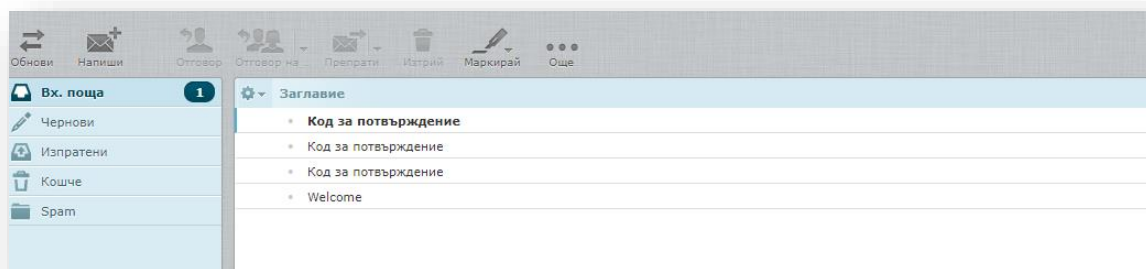 Обнови Напиши Отговор Отговор на ... Препрати Изтрий Маркирай Още
Вх. поща 1
Чернови
Изпратени
Кошче
Spam
Заглавие
Код за потвърждение
Код за потвърждение
Код за потвърждение
Welcome